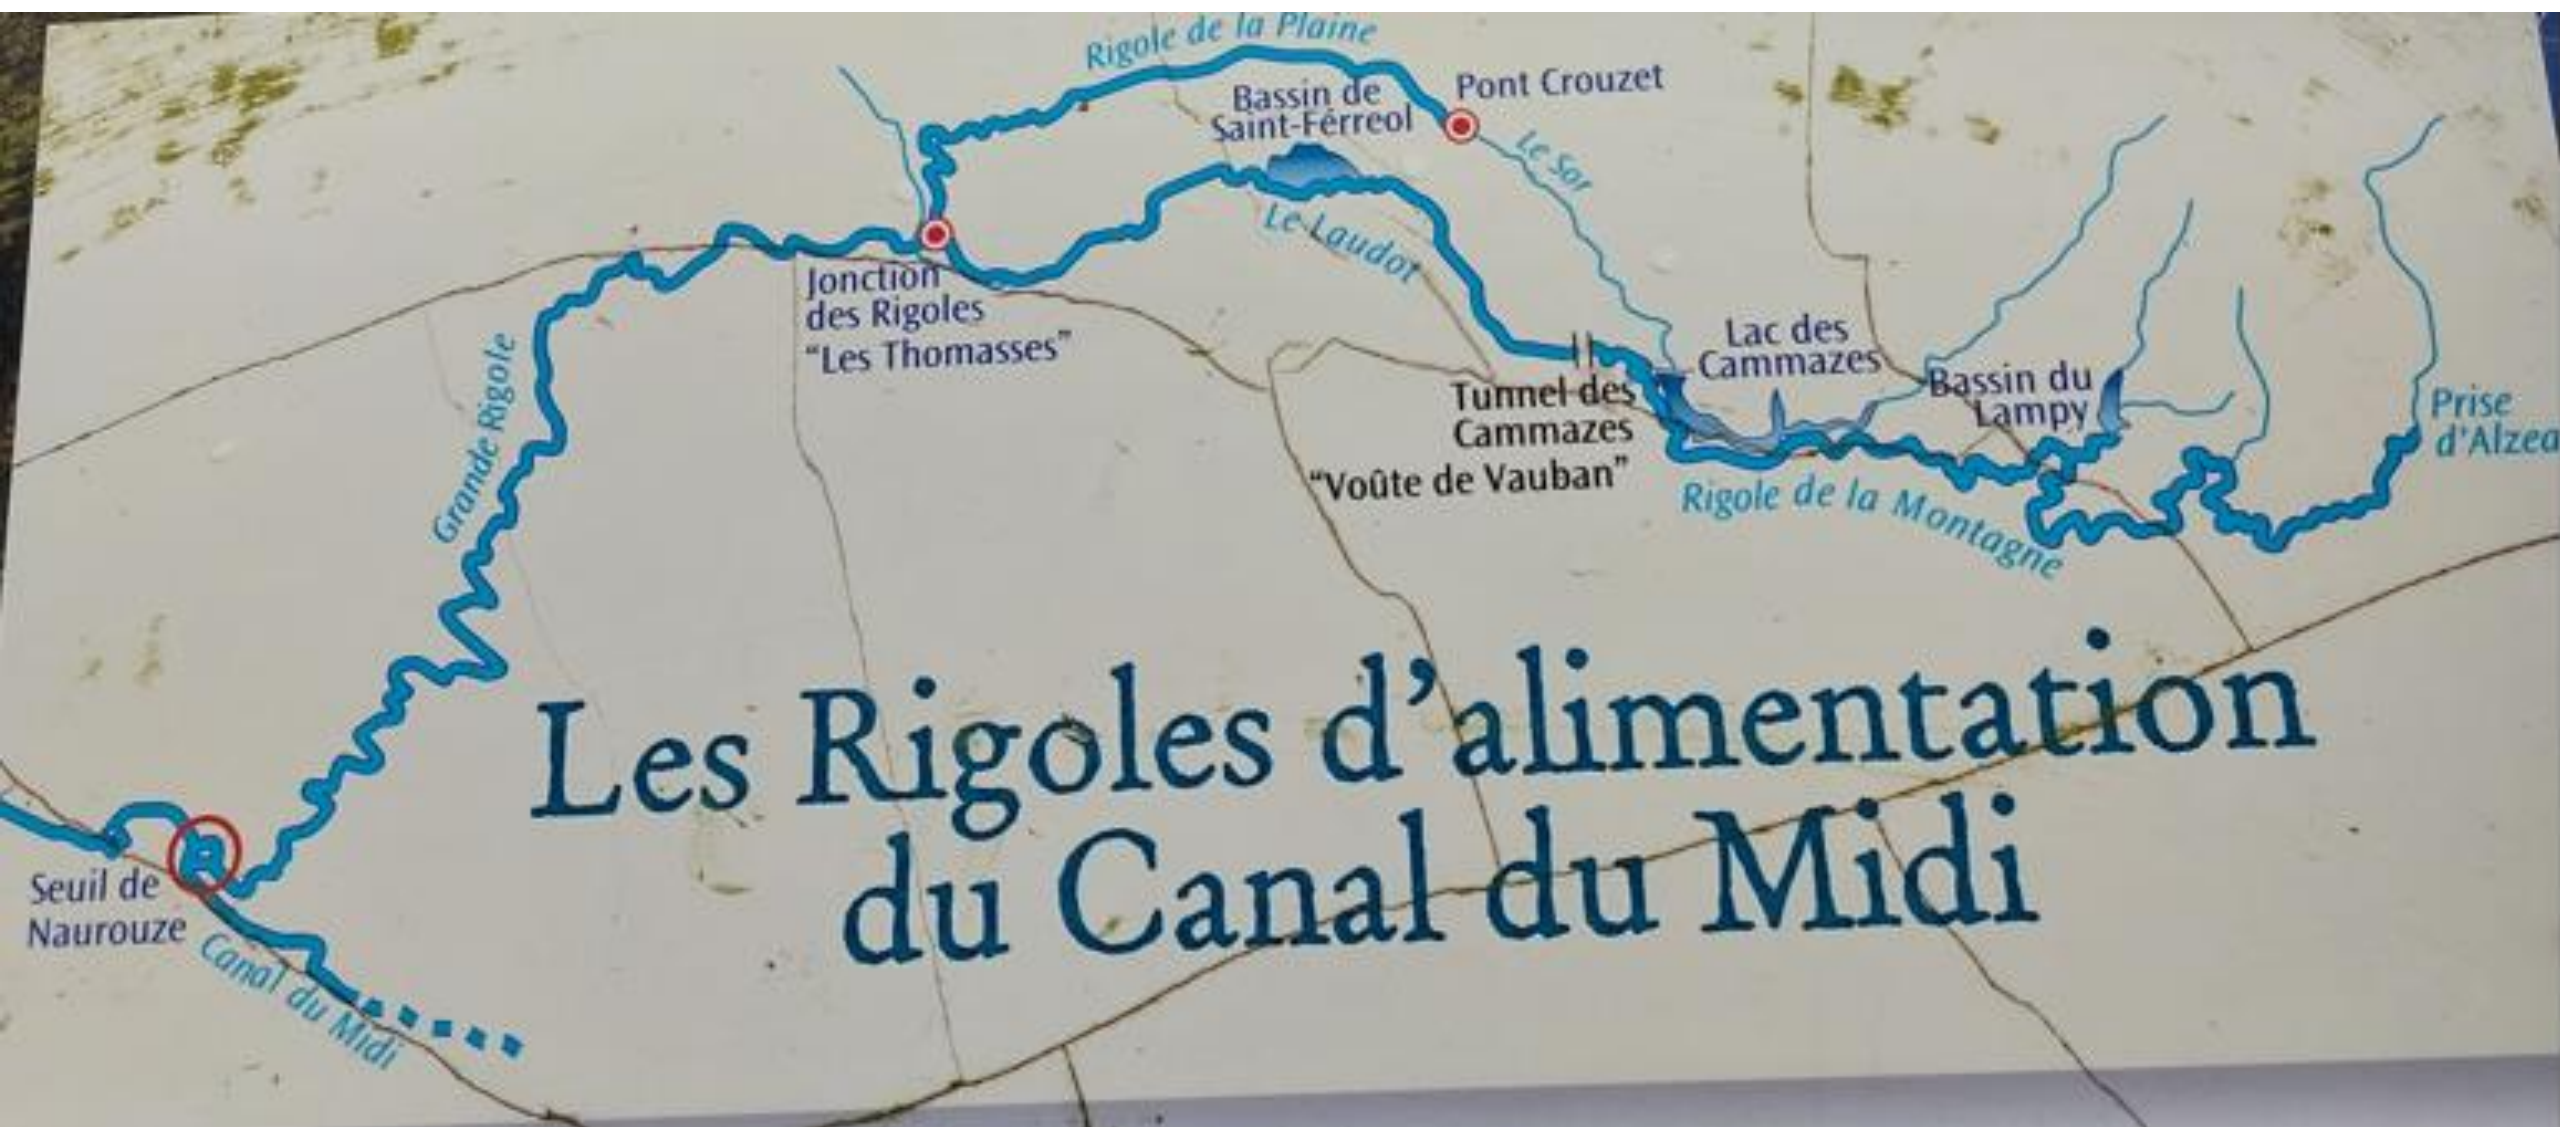 Rigole de la Plaine
Bassin de
Saint-Férreol
Pont Crouzet
Le Sor
Le Laudot
Jonction
des Rigoles
“Les Thomasses”
Grande Rigole
Lac des
Cammazes
Bassin du
Lampy
Prise
d'Alzea
Tunnel des
Cammazes
“Voûte de Vauban”
Rigole de la Montagne
Les Rigoles d'alimentation
du Canal du Midi
Seuil de
Naurouze
Canal du Midi